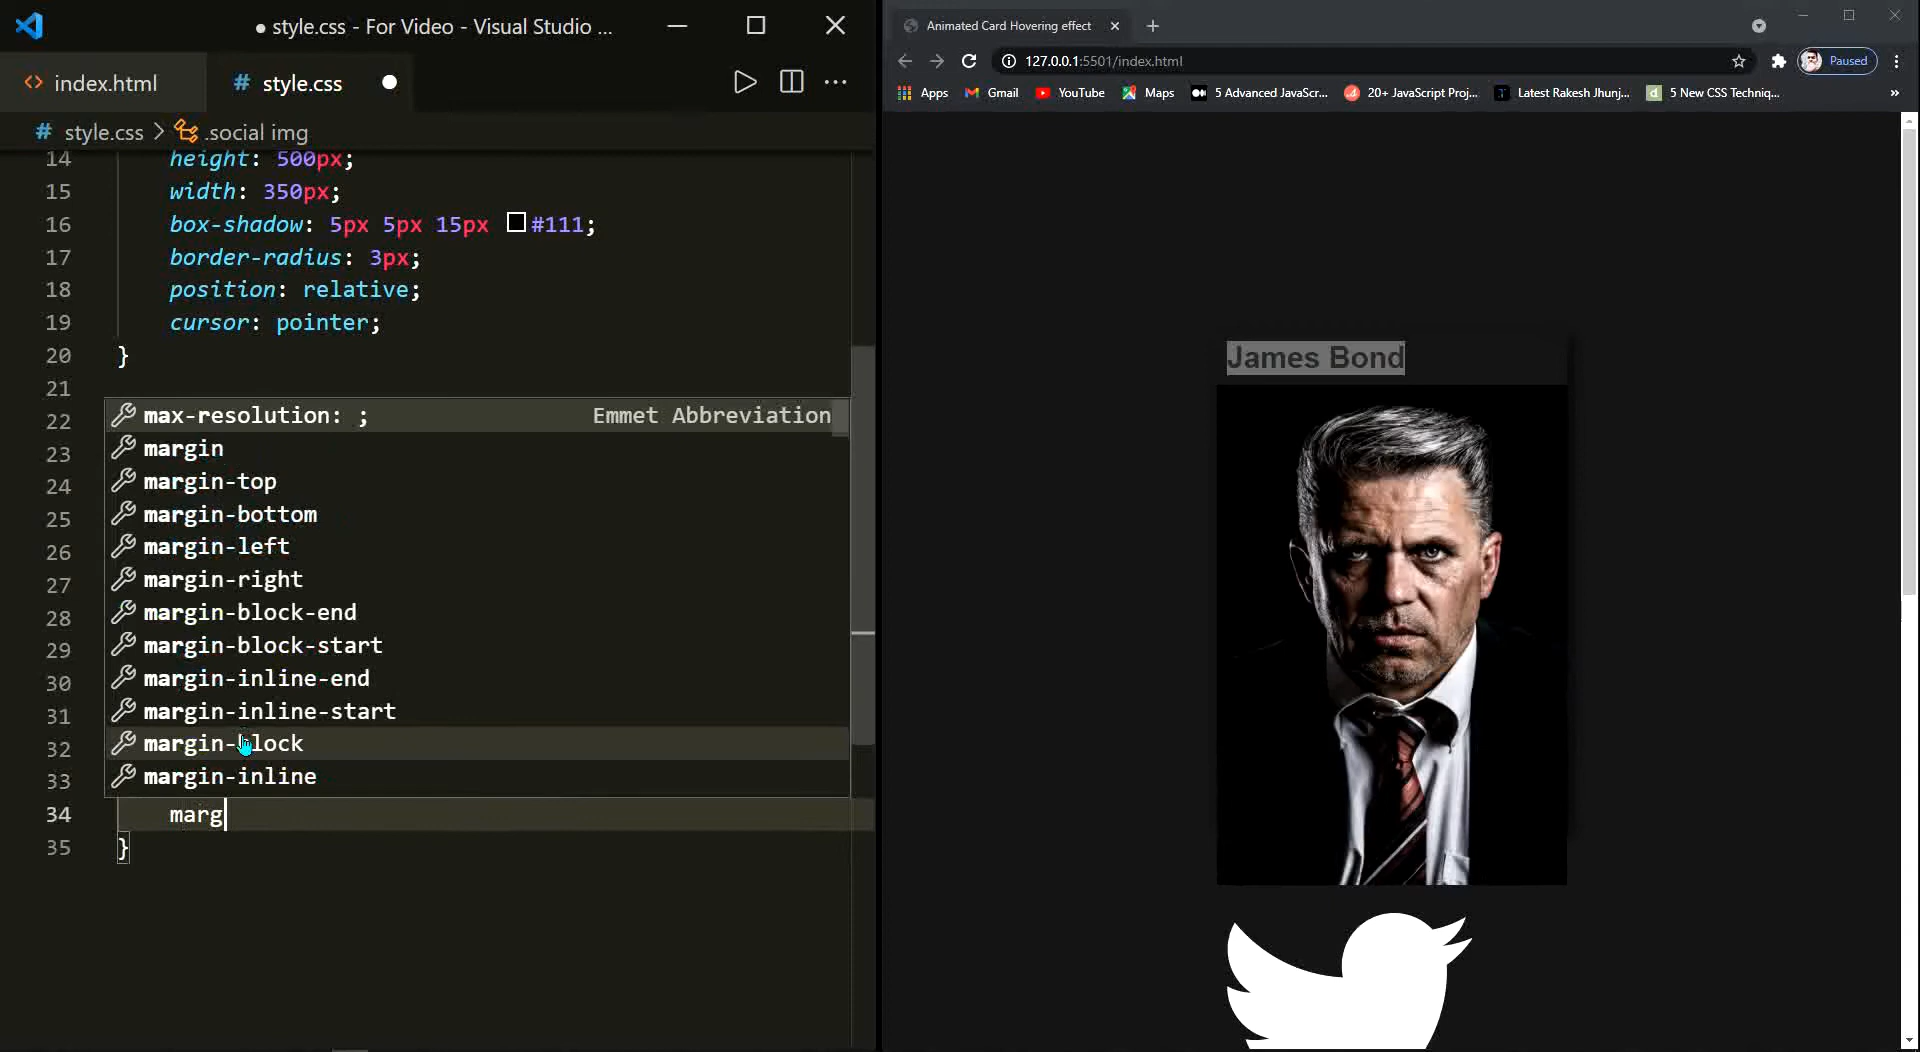 style.css - For Video - Visual Studio ...
index.html
# style.css
# style.css > .social img
14 height: 500px;
15 width: 350px;
16 box-shadow: 5px 5px 15px #111;
17 border-radius: 3px;
18 position: relative;
19 cursor: pointer;
20 }
21
22
23
24
25
26
27
28
29
30
31
32
33
34 marg
35 }
max-resolution: ; Emmet Abbreviation
margin
margin-top
margin-bottom
margin-left
margin-right
margin-block-end
margin-block-start
margin-inline-end
margin-inline-start
margin-block
margin-inline
Animated Card Hovering effect
127.0.0.1:5501/index.html
Paused
Apps
Gmail
YouTube
Maps
5 Advanced JavaScr...
20+ JavaScript Proj...
Latest Rakesh Jhunj...
5 New CSS Techniq...
James Bond